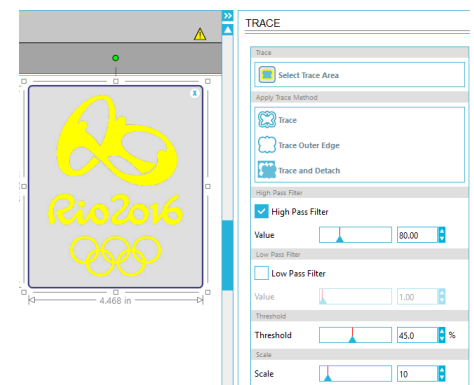 TRACE
Trace
Select Trace Area
Apply Trace Method
Trace
Trace Outer Edge
Trace and Detach
High Pass Filter
High Pass Filter
Value 80.00
Low Pass Filter
Low Pass Filter
Value 1.00
Threshold
Threshold 45.0 %
Scale
Scale 10
Rio2016
4.468 in